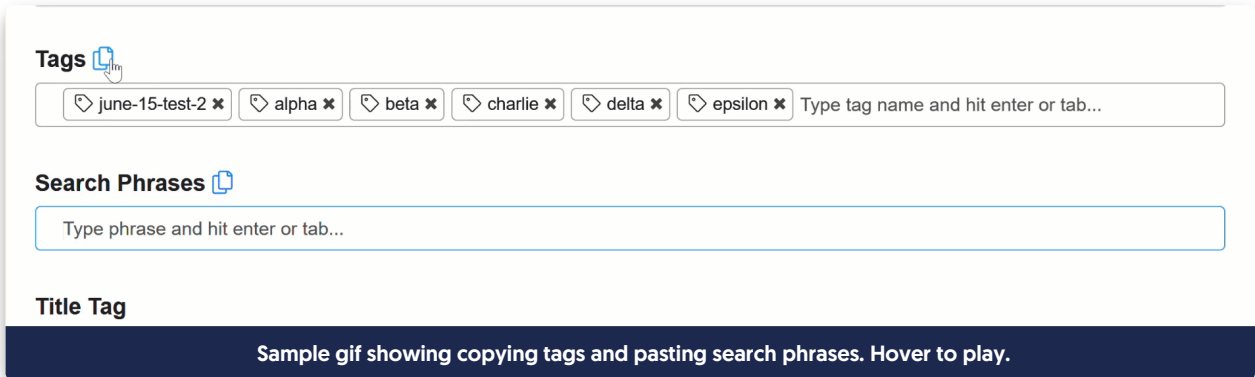 Tags
june-15-test-2 ✖ alpha ✖ beta ✖ charlie ✖ delta ✖ epsilon ✖ Type tag name and hit enter or tab...
Search Phrases
Type phrase and hit enter or tab...
Title Tag
Sample gif showing copying tags and pasting search phrases. Hover to play.